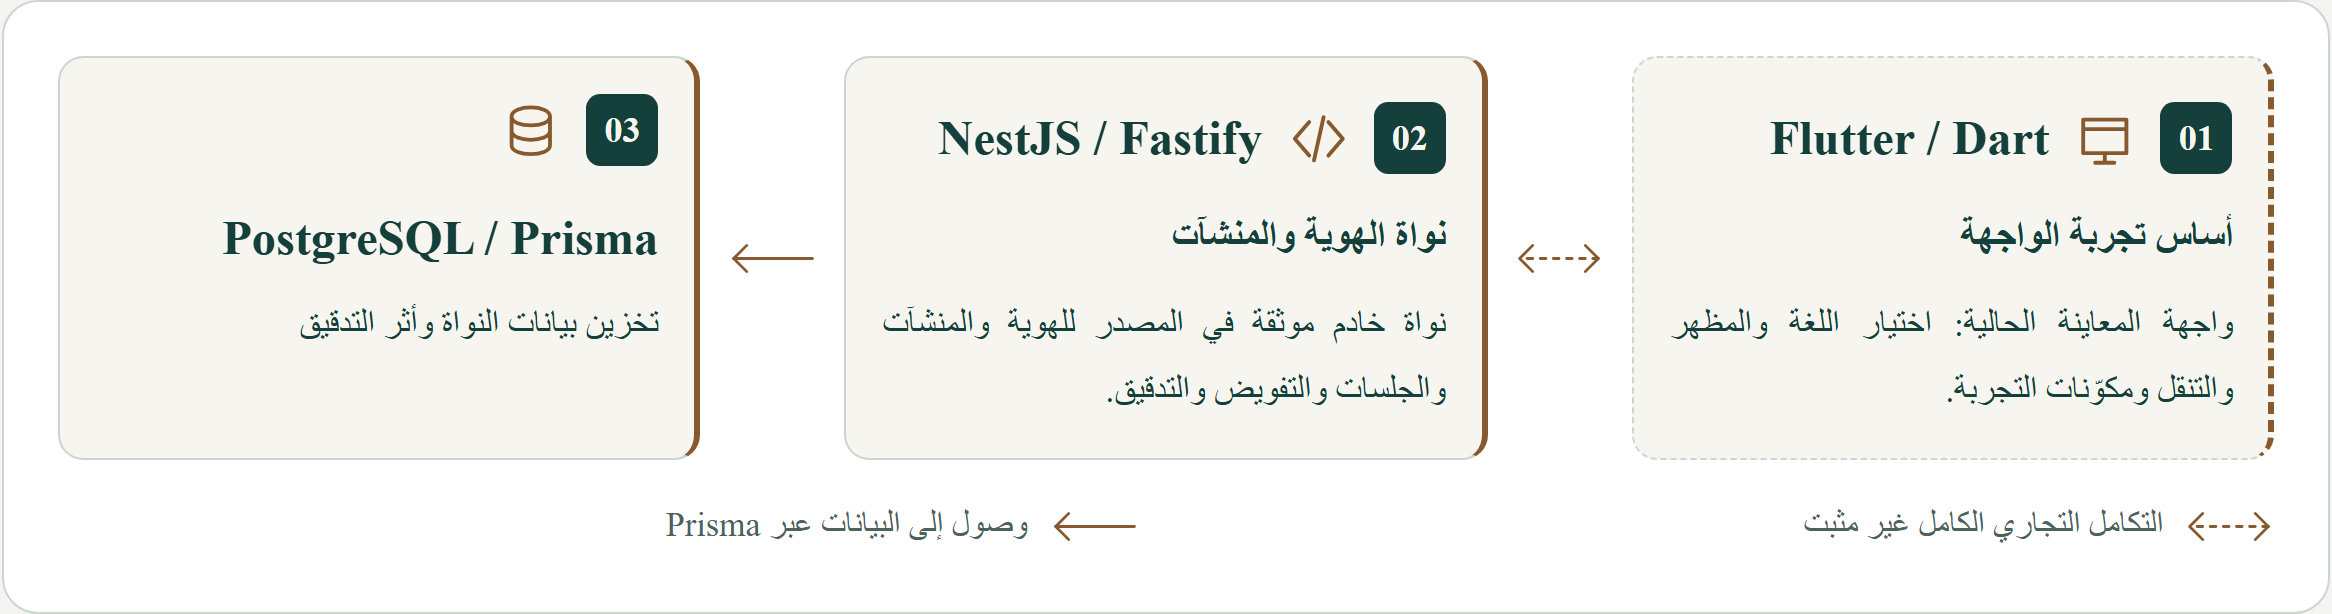 01 Flutter / Dart
أساس تجربة الواجهة
واجهة المعاينة الحالية: اختيار اللغة والمظهر
والتنقل ومكوّنات التجربة.
02 NestJS / Fastify
نواة الهوية والمنشآت
نواة خادم موثقة في المصدر للهوية والمنشآت
والجلسات والتفويض والتدقيق.
03
PostgreSQL / Prisma
تخزين بيانات النواة وأثر التدقيق
التكامل التجاري الكامل غير مثبت
وصول إلى البيانات عبر Prisma